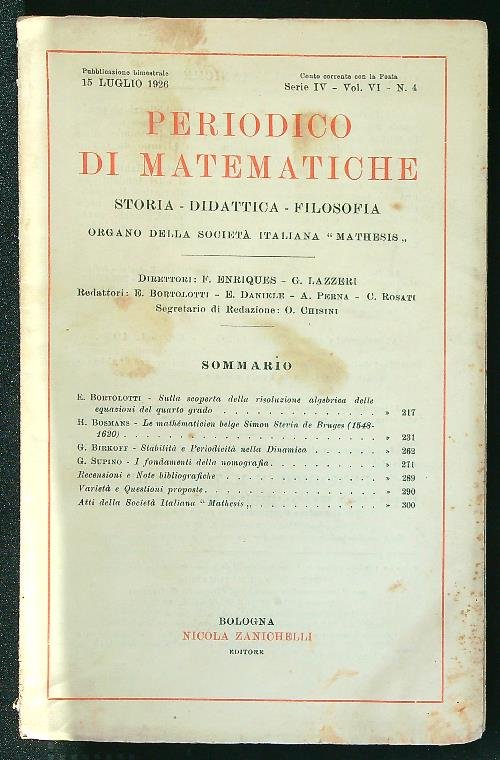 Pubblicazione bimestrale
15 LUGLIO 1926
Conto corrente con la Posta
Serie IV - Vol. VI - N. 4
PERIODICO
DI MATEMATICHE
STORIA - DIDATTICA - FILOSOFIA
ORGANO DELLA SOCIETÀ ITALIANA “ MATHESIS „
DIRETTORI: F. ENRIQUES - G. LAZZERI
Redattori: E. BORTOLOTTI - E. DANIELE - A. PERNA - C. ROSATI
Segretario di Redazione: O. CHISINI
SOMMARIO
E. BORTOLOTTI - Sulla scoperta della risoluzione algebrica delle
equazioni del quarto grado . . . . . . . . . . . . . . » 217
H. BOSMANS - Le mathématicien belge Simon Stevin de Bruges (1548-
1620) . . . . . . . . . . . . . . . . . . . . . . » 231
G. BIRKOFF - Stabilità e Periodicità nella Dinamica . . . . . . » 262
G. SUPINO - I fondamenti della nomografia . . . . . . . . . » 271
Recensioni e Note bibliografiche . . . . . . . . . . . . . » 289
Varietà e Questioni proposte . . . . . . . . . . . . . . » 290
Atti della Società Italiana “ Mathesis „ . . . . . . . . . . » 300
BOLOGNA
NICOLA ZANICHELLI
EDITORE